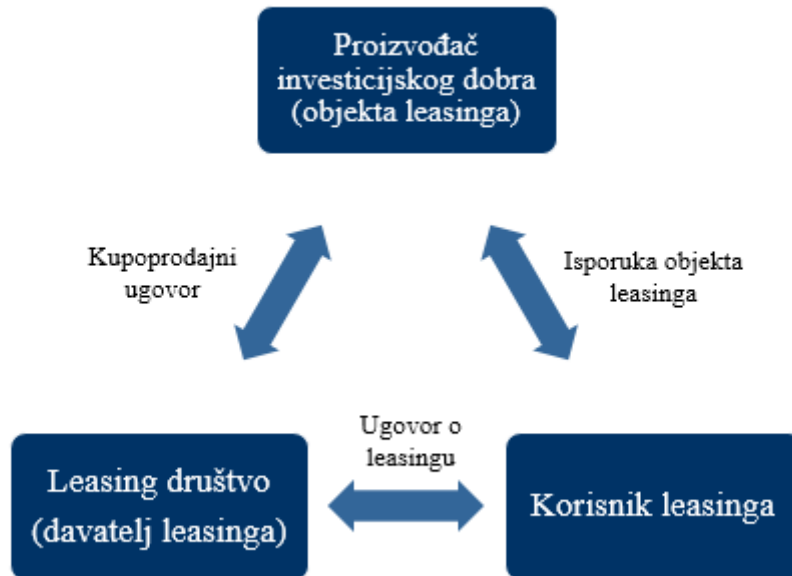 Proizvođač
investicijskog dobra
(objekta leasinga)
Kupoprodajni
ugovor
Isporuka objekta
leasinga
Ugovor o
leasingu
Leasing društvo
(davatelj leasinga)
Korisnik leasinga